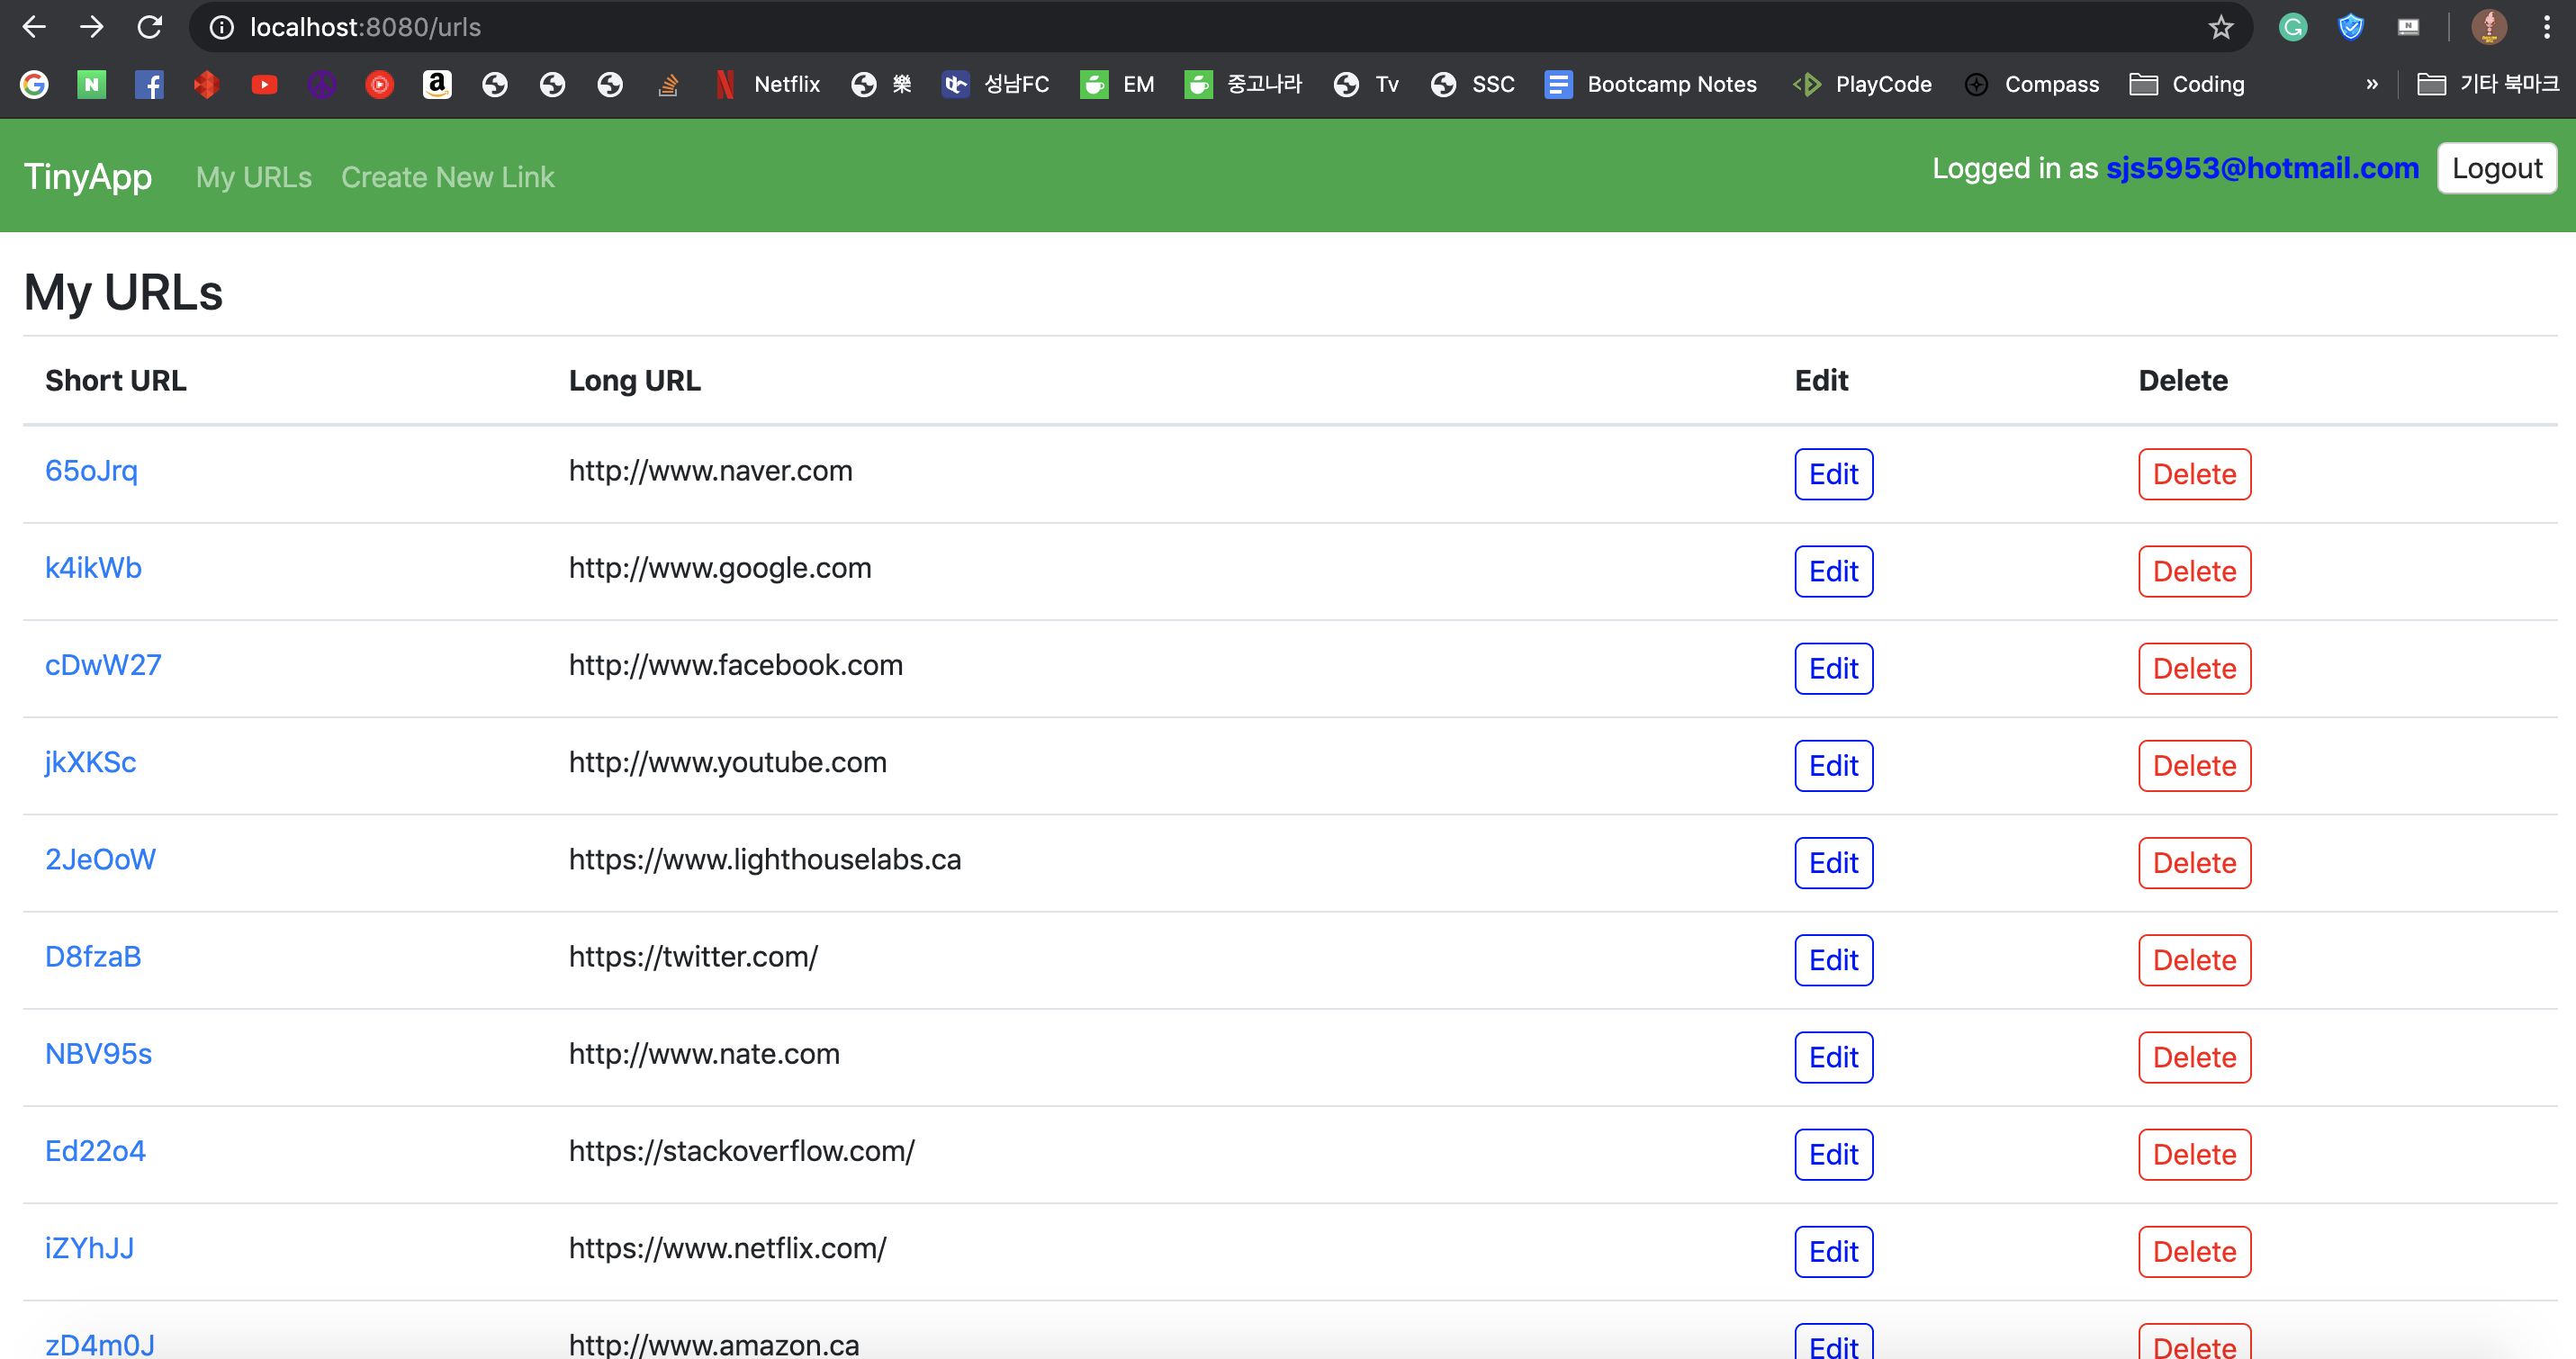 localhost:8080/urls
Netflix 樂 성남FC EM 중고나라 Tv SSC Bootcamp Notes PlayCode Compass Coding » 기타 북마크
TinyApp My URLs Create New Link Logged in as sjs5953@hotmail.com Logout
My URLs
Short URL Long URL Edit Delete
65oJrq http://www.naver.com Edit Delete
k4ikWb http://www.google.com Edit Delete
cDwW27 http://www.facebook.com Edit Delete
jkXKSc http://www.youtube.com Edit Delete
2JeOoW https://www.lighthouselabs.ca Edit Delete
D8fzaB https://twitter.com/ Edit Delete
NBV95s http://www.nate.com Edit Delete
Ed22o4 https://stackoverflow.com/ Edit Delete
iZYhJJ https://www.netflix.com/ Edit Delete
zD4m0J http://www.amazon.ca Edit Delete